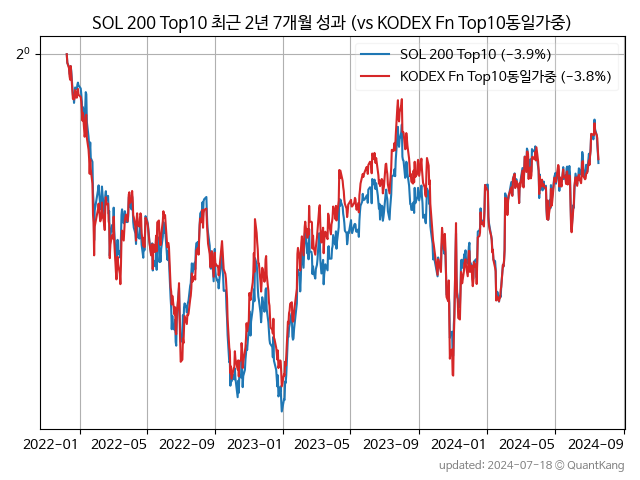 SOL 200 Top10 최근 2년 7개월 성과 (vs KODEX Fn Top10동일가중)
2⁰
SOL 200 Top10 (−3.9%)
KODEX Fn Top10동일가중 (−3.8%)
2022−01 2022−05 2022−09 2023−01 2023−05 2023−09 2024−01 2024−05 2024−09
updated: 2024-07-18 © QuantKang